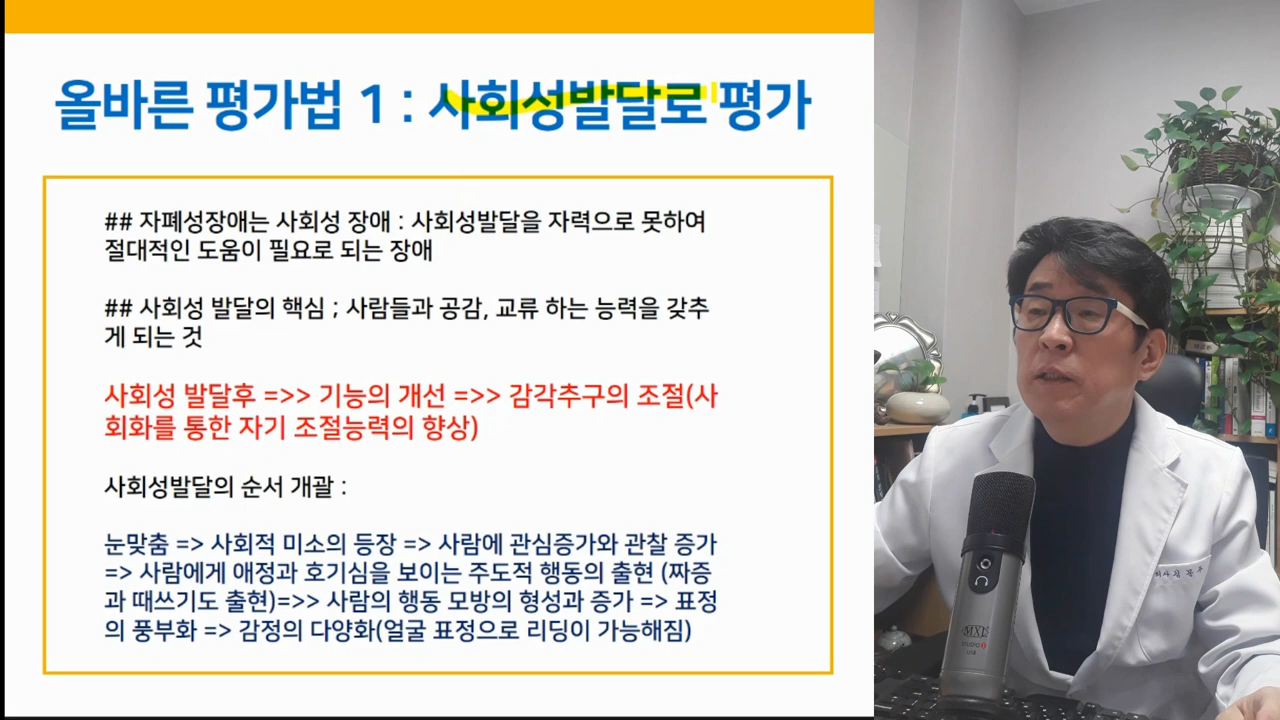 올바른 평가법 1 : 사회성발달로 평가
## 자폐성장애는 사회성 장애 : 사회성발달을 자력으로 못하여
절대적인 도움이 필요로 되는 장애
## 사회성 발달의 핵심 ; 사람들과 공감, 교류 하는 능력을 갖추
게 되는 것
사회성 발달후 =>> 기능의 개선 =>> 감각추구의 조절(사
회화를 통한 자기 조절능력의 향상)
사회성발달의 순서 개괄 :
눈맞춤 => 사회적 미소의 등장 => 사람에 관심증가와 관찰 증가
=> 사람에게 애정과 호기심을 보이는 주도적 행동의 출현 (짜증
과 때쓰기도 출현)=>> 사람의 행동 모방의 형성과 증가 => 표정
의 풍부화 => 감정의 다양화(얼굴 표정으로 리딩이 가능해짐)
MXL